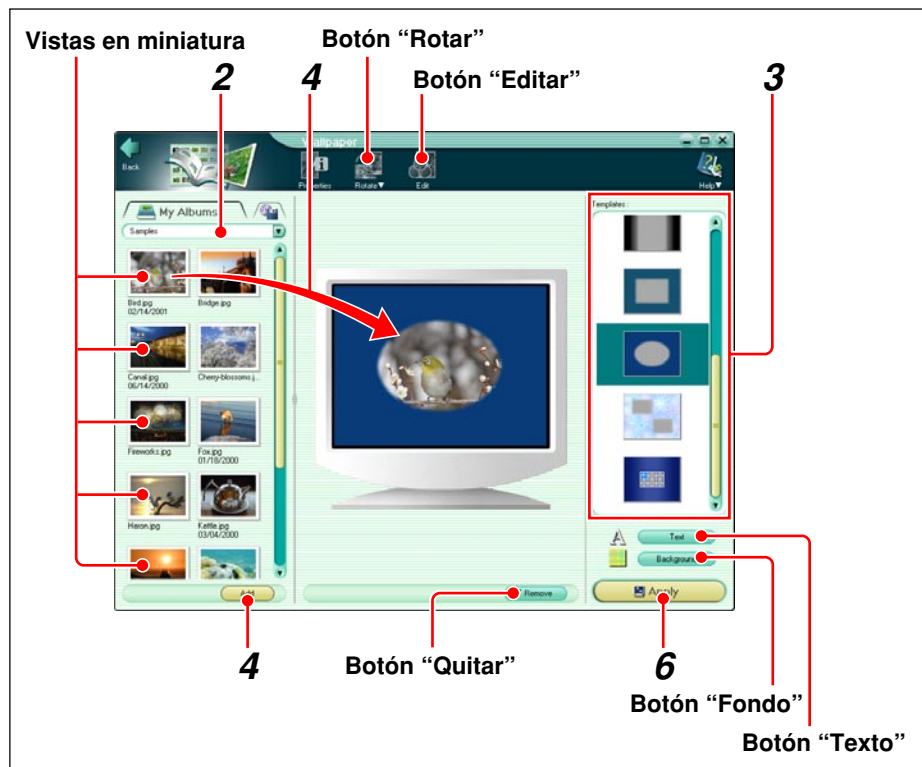 Vistas en miniatura
Botón “Rotar”
2
4
Botón “Editar”
3
Wallpaper
Back
Properties
Rotate▼
Edit
Help▼
My Albums
Templates :
Samples
Bird.jpg
02/14/2001
Bridge.jpg
Canal.jpg
06/14/2000
Cherry-blossoms.j...
Fireworks.jpg
Fox.jpg
01/18/2000
Heron.jpg
Kettle.jpg
03/04/2000
A
Text
Background
Add
Remove
Apply
4
Botón “Quitar”
6
Botón “Fondo”
Botón “Texto”